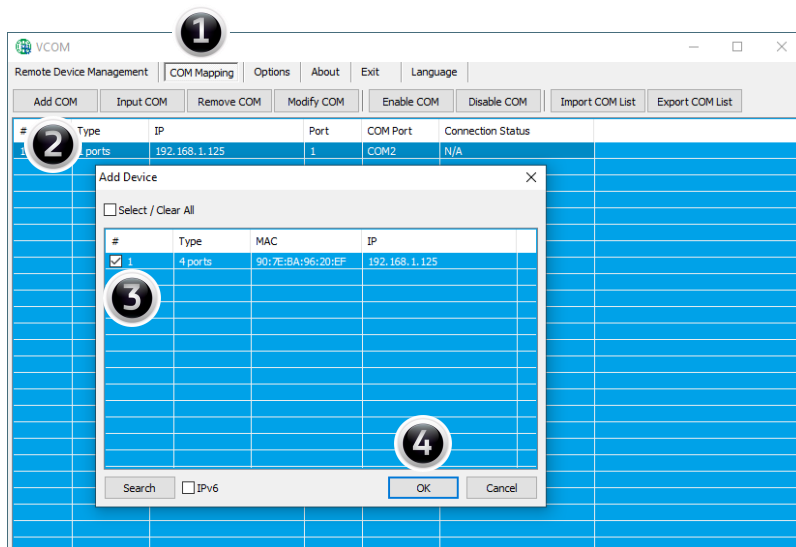 1
VCOM
Remote Device Management COM Mapping Options About Exit Language
Add COM Input COM Remove COM Modify COM Enable COM Disable COM Import COM List Export COM List
# Type IP Port COM Port Connection Status
2
1 ports 192.168.1.125 1 COM2 N/A
Add Device
Select / Clear All
# Type MAC IP
1 4 ports 90:7E:BA:96:20:EF 192.168.1.125
3
4
Search IPv6 OK Cancel